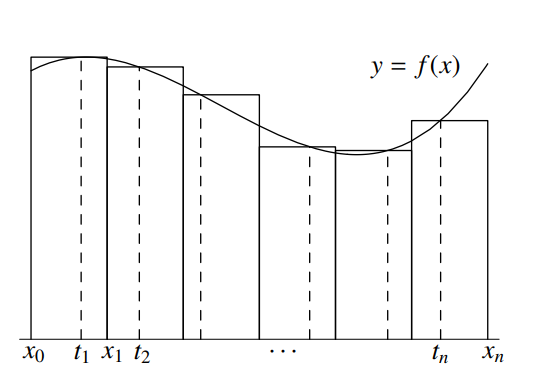 y = f(x)
x₀ t₁ x₁ t₂ ··· tₙ xₙ